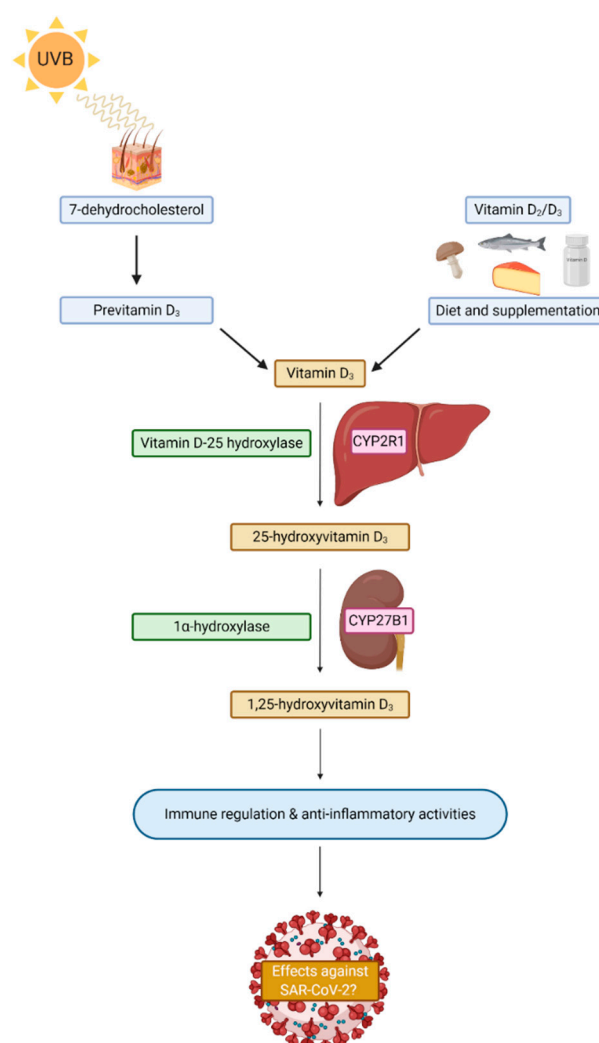 UVB
7-dehydrocholesterol
Vitamin D₂/D₃
Vitamin D
Previtamin D₃
Diet and supplementation
Vitamin D₃
Vitamin D-25 hydroxylase
CYP2R1
25-hydroxyvitamin D₃
1α-hydroxylase
CYP27B1
1,25-hydroxyvitamin D₃
Immune regulation & anti-inflammatory activities
Effects against
SAR-CoV-2?